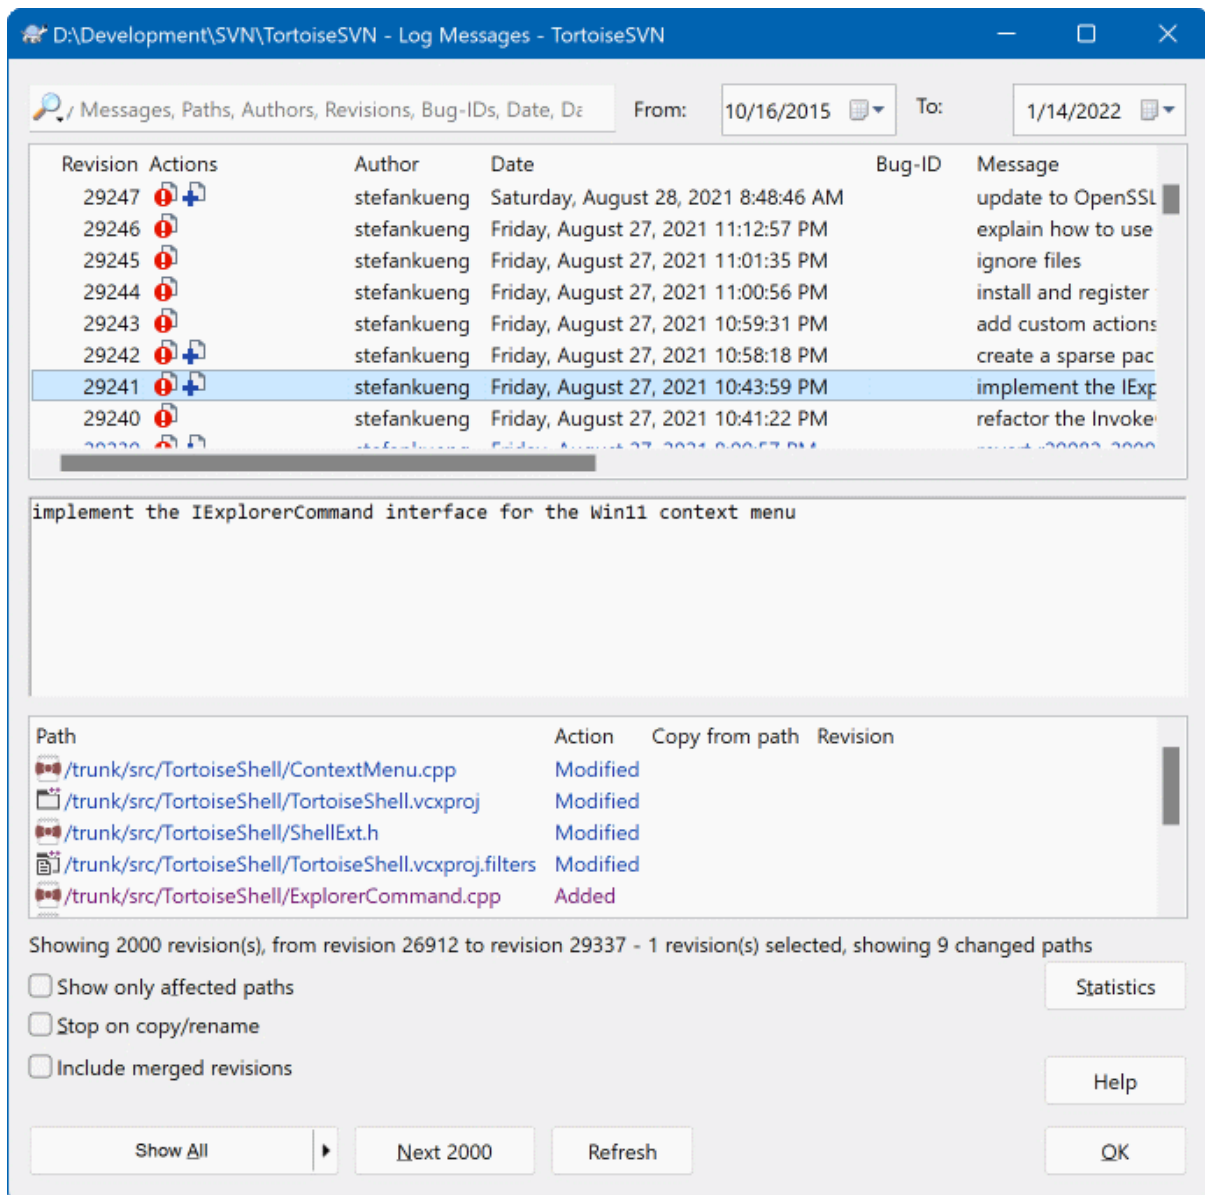 D:\Development\SVN\TortoiseSVN - Log Messages - TortoiseSVN
Messages, Paths, Authors, Revisions, Bug-IDs, Date, Da From: 10/16/2015 To: 1/14/2022
Revision Actions Author Date Bug-ID Message
29247 stefankueng Saturday, August 28, 2021 8:48:46 AM update to OpenSSL
29246 stefankueng Friday, August 27, 2021 11:12:57 PM explain how to use
29245 stefankueng Friday, August 27, 2021 11:01:35 PM ignore files
29244 stefankueng Friday, August 27, 2021 11:00:56 PM install and register
29243 stefankueng Friday, August 27, 2021 10:59:31 PM add custom actions
29242 stefankueng Friday, August 27, 2021 10:58:18 PM create a sparse pac
29241 stefankueng Friday, August 27, 2021 10:43:59 PM implement the IExp
29240 stefankueng Friday, August 27, 2021 10:41:22 PM refactor the Invoke
implement the IExplorerCommand interface for the Win11 context menu
Path Action Copy from path Revision
/trunk/src/TortoiseShell/ContextMenu.cpp Modified
/trunk/src/TortoiseShell/TortoiseShell.vcxproj Modified
/trunk/src/TortoiseShell/ShellExt.h Modified
/trunk/src/TortoiseShell/TortoiseShell.vcxproj.filters Modified
/trunk/src/TortoiseShell/ExplorerCommand.cpp Added
Showing 2000 revision(s), from revision 26912 to revision 29337 - 1 revision(s) selected, showing 9 changed paths
Show only affected paths Statistics
Stop on copy/rename
Include merged revisions
Help
Show All Next 2000 Refresh OK